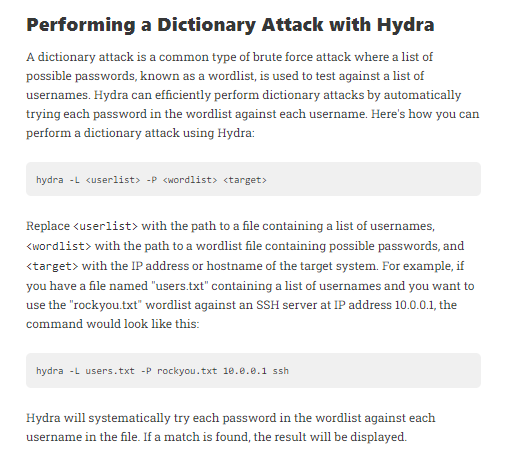 Performing a Dictionary Attack with Hydra
A dictionary attack is a common type of brute force attack where a list of
possible passwords, known as a wordlist, is used to test against a list of
usernames. Hydra can efficiently perform dictionary attacks by automatically
trying each password in the wordlist against each username. Here's how you can
perform a dictionary attack using Hydra:
hydra -L <userlist> -P <wordlist> <target>
Replace <userlist> with the path to a file containing a list of usernames,
<wordlist> with the path to a wordlist file containing possible passwords, and
<target> with the IP address or hostname of the target system. For example, if
you have a file named "users.txt" containing a list of usernames and you want to
use the "rockyou.txt" wordlist against an SSH server at IP address 10.0.0.1, the
command would look like this:
hydra -L users.txt -P rockyou.txt 10.0.0.1 ssh
Hydra will systematically try each password in the wordlist against each
username in the file. If a match is found, the result will be displayed.